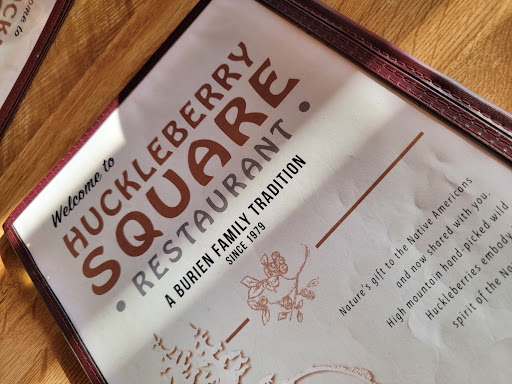 Welcome to
HUCKLEBERRY
SQUARE
• RESTAURANT •
A BURIEN FAMILY TRADITION
SINCE 1979
Nature's gift to the Native Americans
and now shared with you.
High mountain hand-picked wild
Huckleberries embody
spirit of the